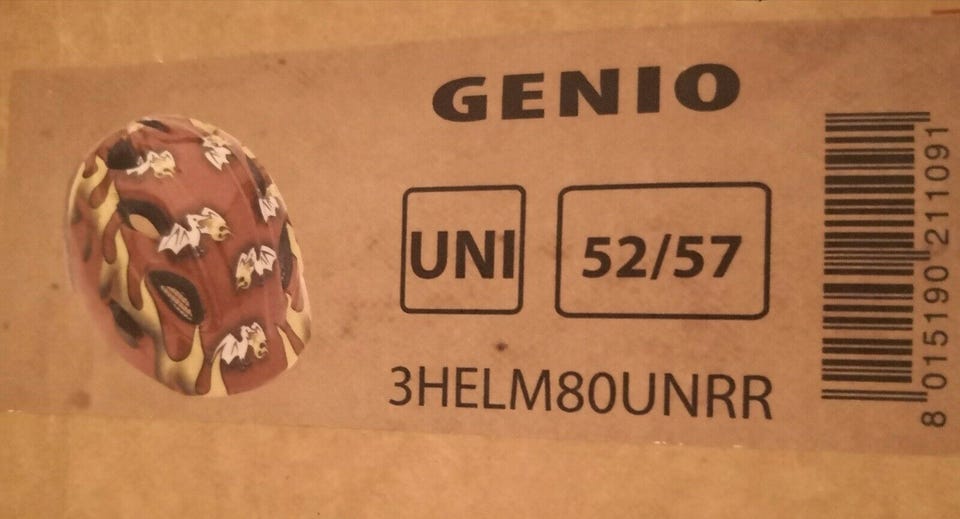 GENIO
UNI
52/57
3HELM80UNRR
8 015190 211091